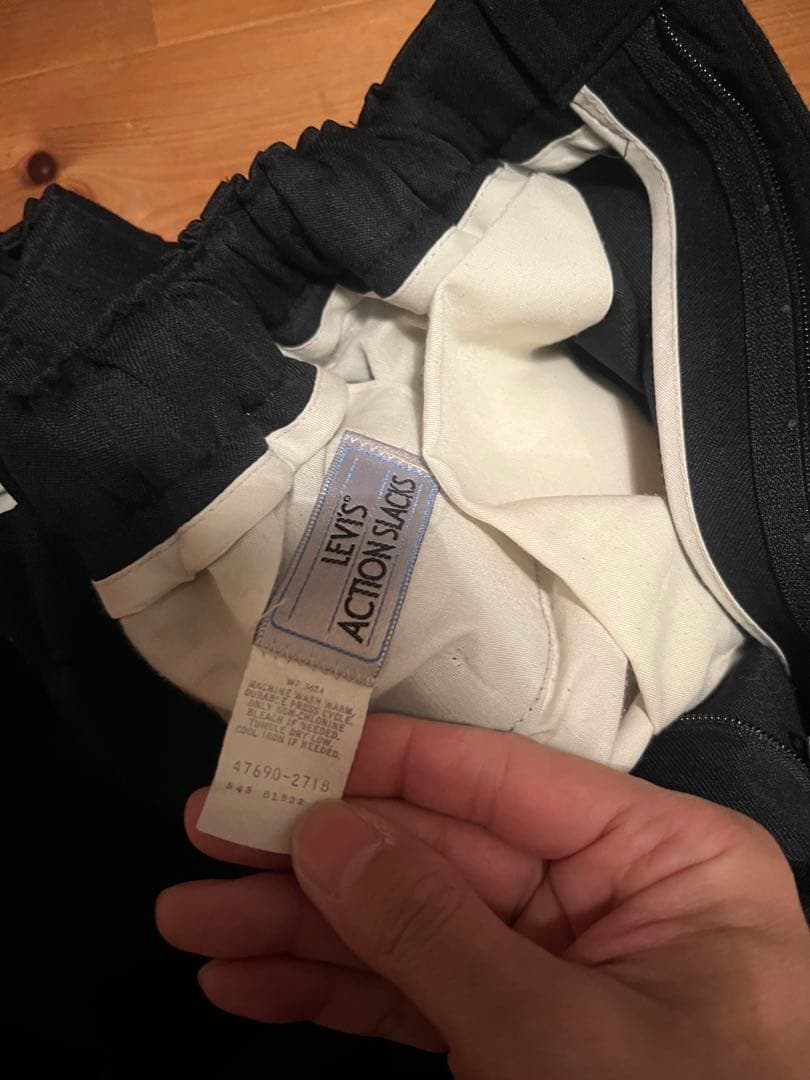 LEVI'S®
ACTION SLACKS
MACHINE WASH WARM,
DURABLE PRESS CYCLE.
ONLY NON-CHLORINE
BLEACH IF NEEDED.
TUMBLE DRY LOW.
COOL IRON IF NEEDED.
47690-2718